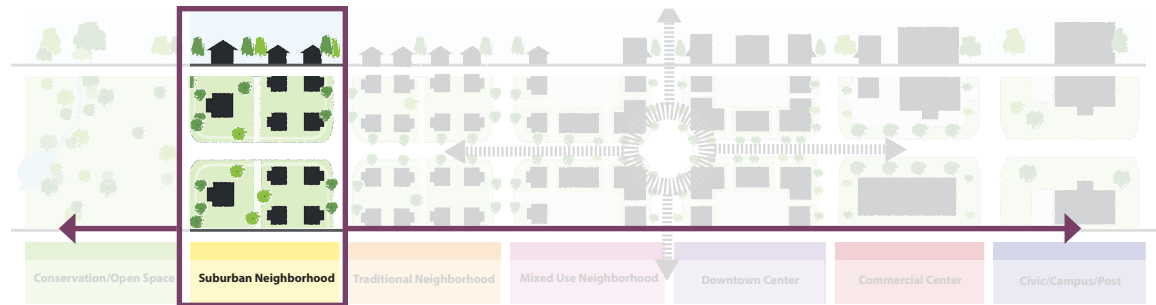 Conservation/Open Space
Suburban Neighborhood
Traditional Neighborhood
Mixed Use Neighborhood
Downtown Center
Commercial Center
Civic/Campus/Post